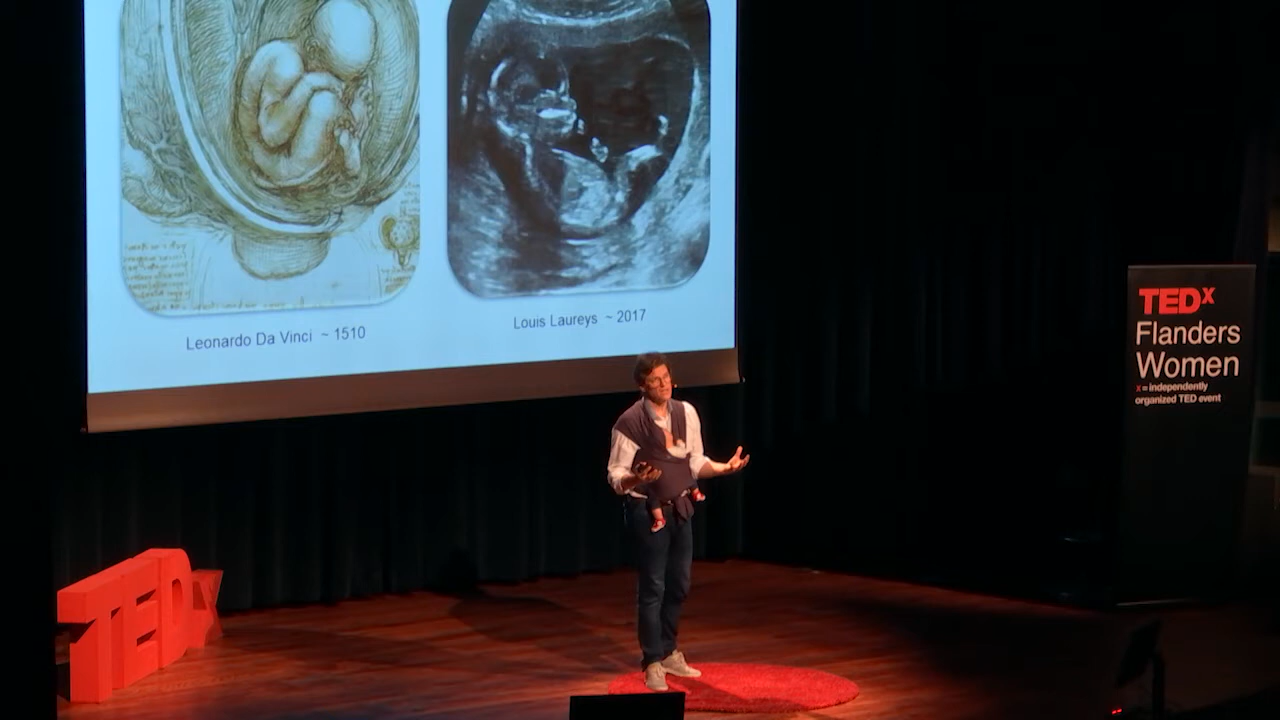 Leonardo Da Vinci ~ 1510
Louis Laureys ~ 2017
TEDx
Flanders
Women
x = independently
organized TED event
TEDx